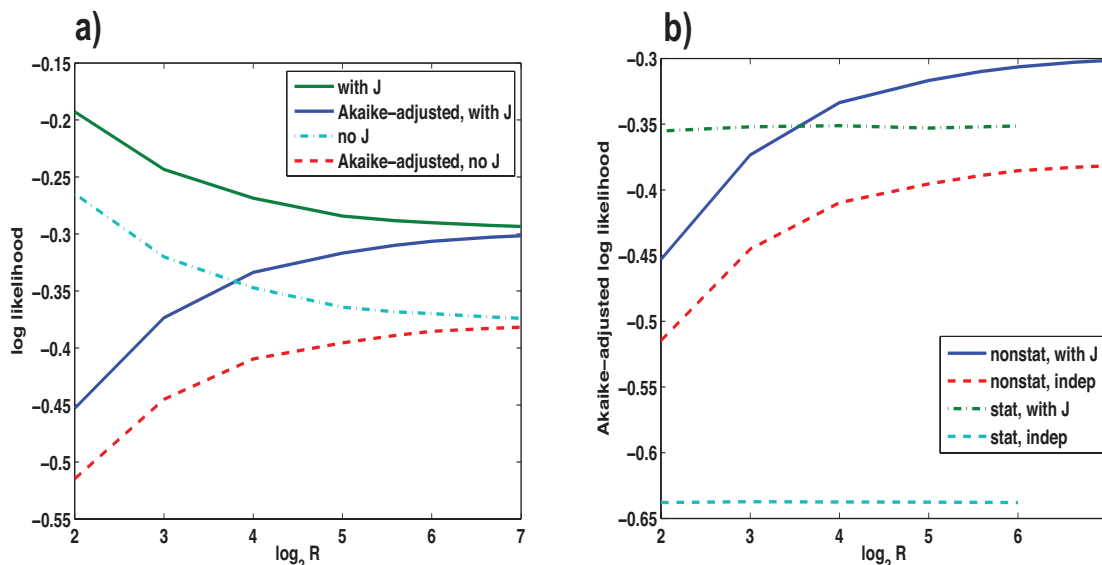 a)
−0.15
−0.2
−0.25
−0.3
−0.35
−0.4
−0.45
−0.5
−0.55
log likelihood
2 3 4 5 6 7
log2 R
with J
Akaike−adjusted, with J
no J
Akaike−adjusted, no J
b)
−0.3
−0.35
−0.4
−0.45
−0.5
−0.55
−0.6
−0.65
Akaike−adjusted log likelihood
2 3 4 5 6
log2 R
nonstat, with J
nonstat, indep
stat, with J
stat, indep